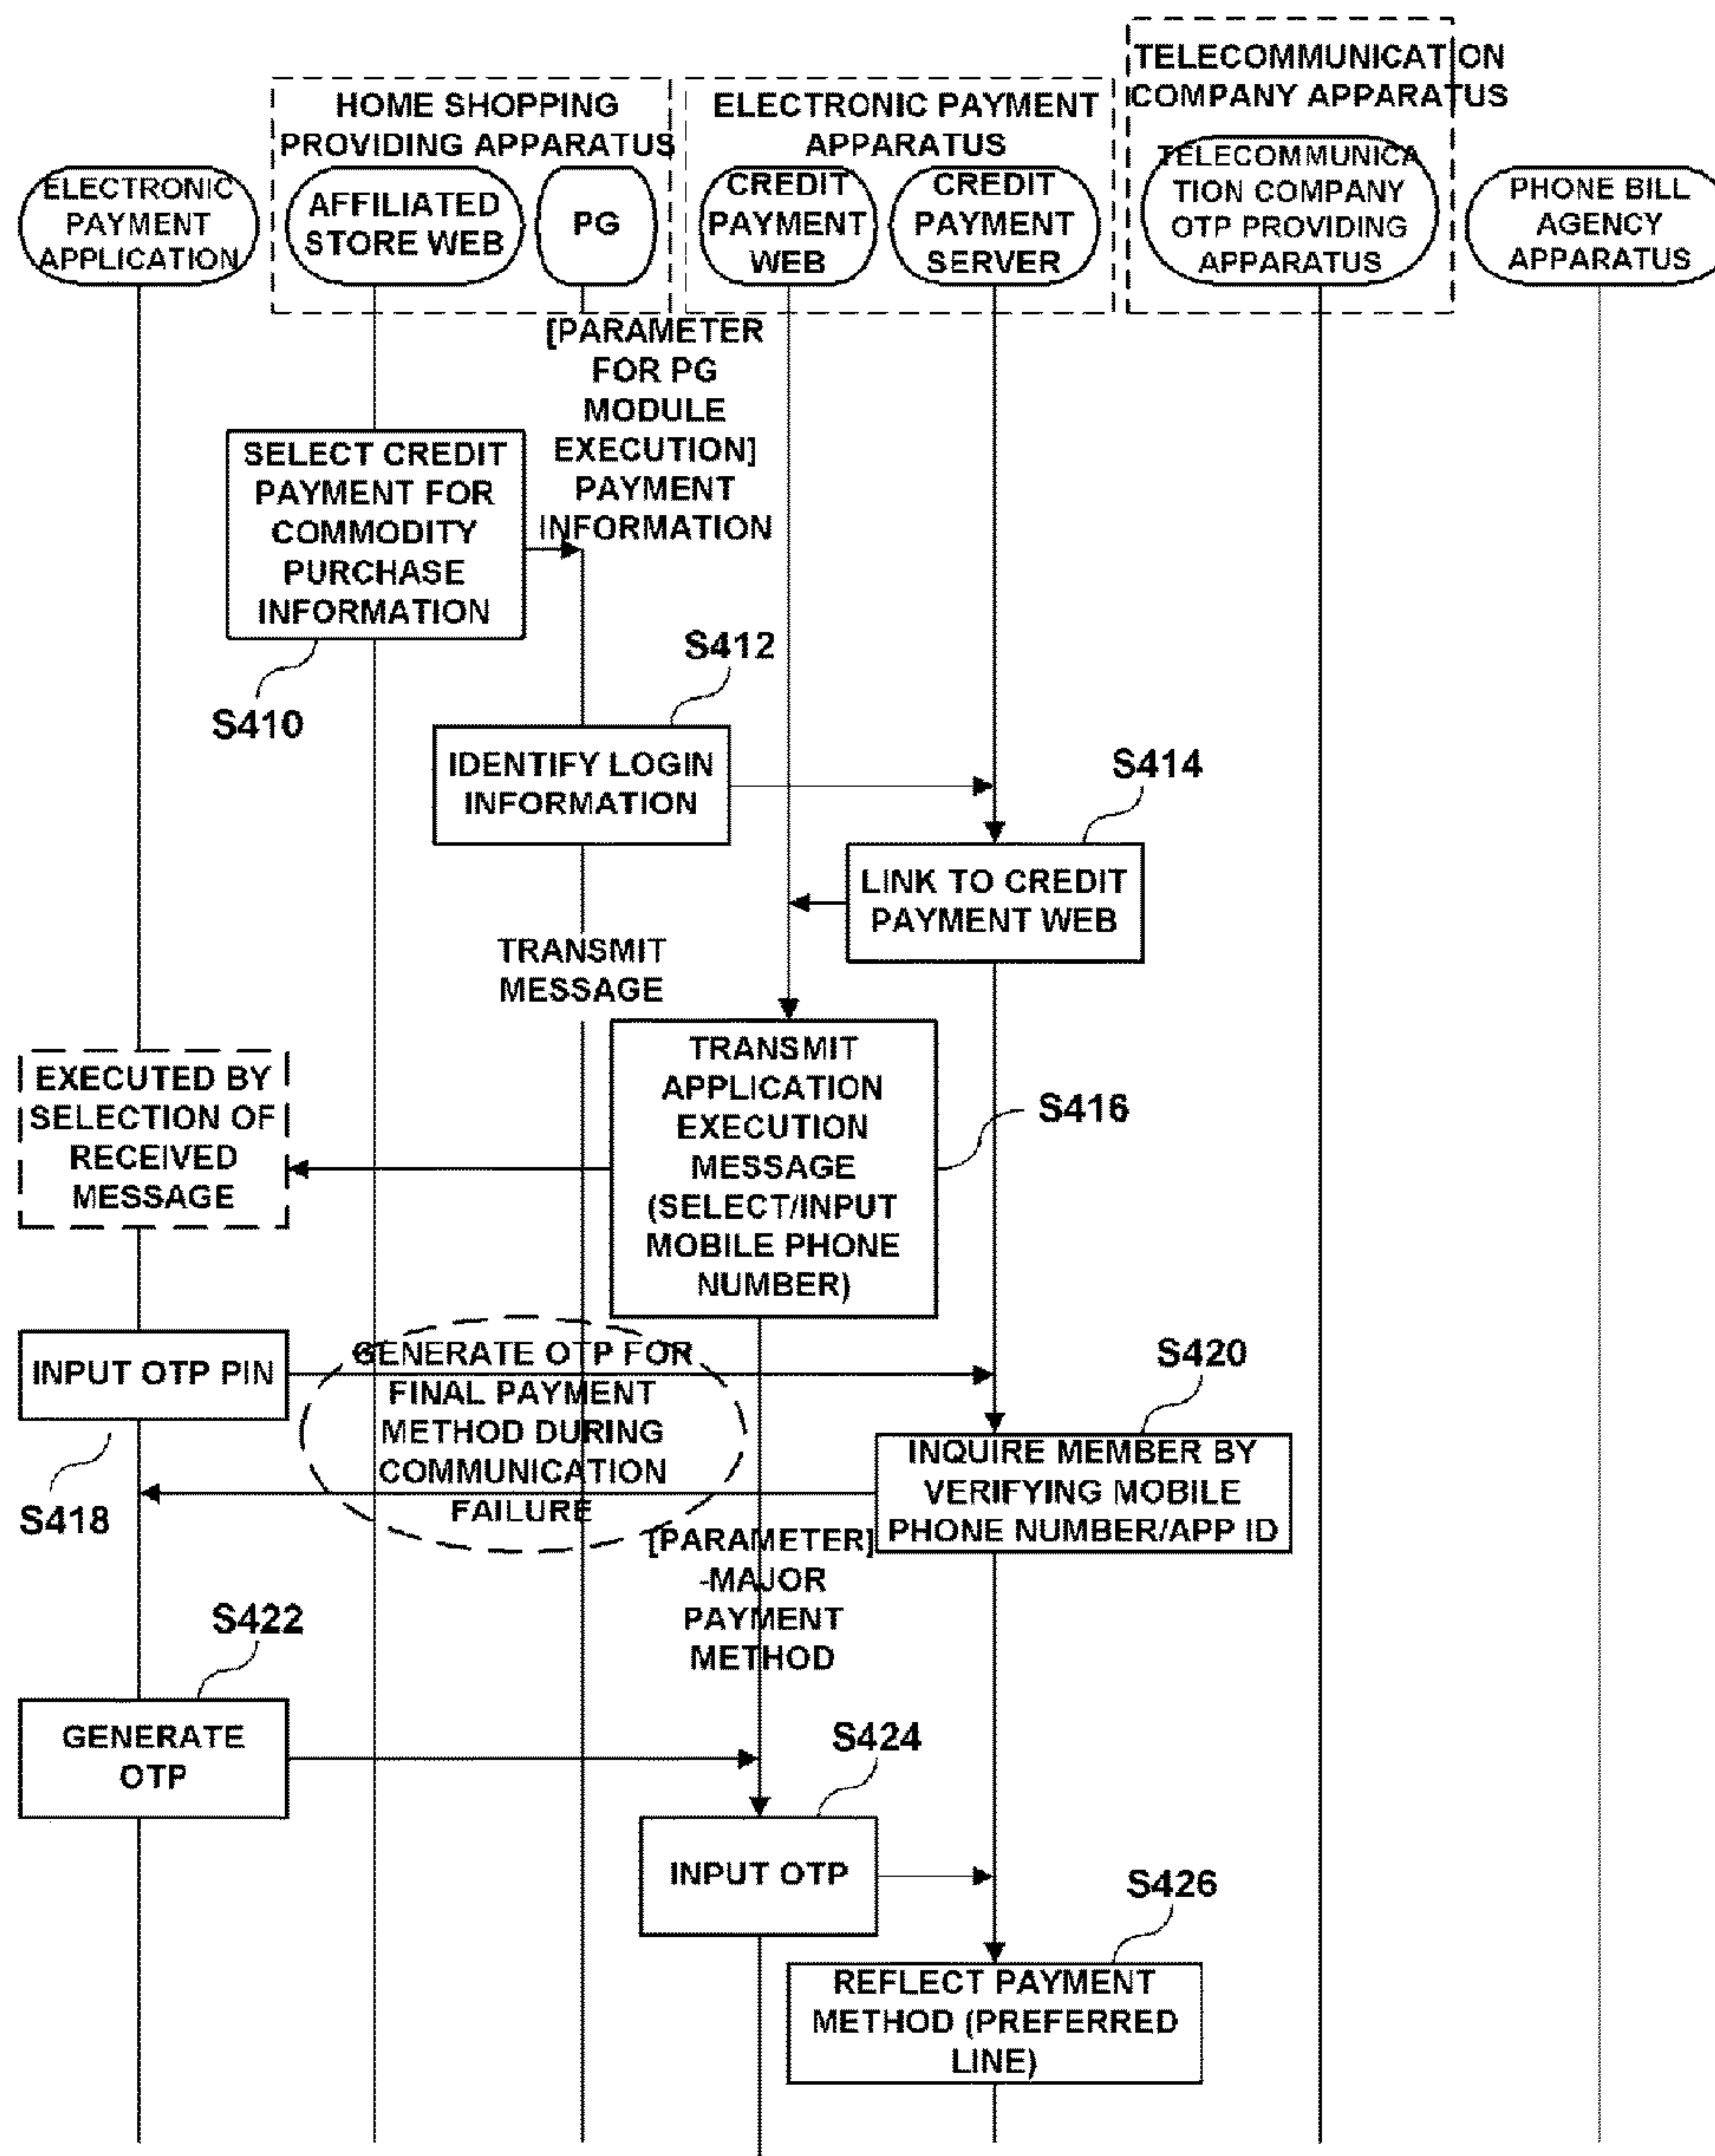 TELECOMMUNICATION
COMPANY APPARATUS
HOME SHOPPING
PROVIDING APPARATUS
ELECTRONIC PAYMENT
APPARATUS
ELECTRONIC
PAYMENT
APPLICATION
AFFILIATED
STORE WEB
PG
CREDIT
PAYMENT
WEB
CREDIT
PAYMENT
SERVER
TELECOMMUNICA
TION COMPANY
OTP PROVIDING
APPARATUS
PHONE BILL
AGENCY
APPARATUS
[PARAMETER
FOR PG
MODULE
EXECUTION]
PAYMENT
INFORMATION
SELECT CREDIT
PAYMENT FOR
COMMODITY
PURCHASE
INFORMATION
S410
S412
IDENTIFY LOGIN
INFORMATION
S414
LINK TO CREDIT
PAYMENT WEB
TRANSMIT
MESSAGE
TRANSMIT
APPLICATION
EXECUTION
MESSAGE
(SELECT/INPUT
MOBILE PHONE
NUMBER)
S416
EXECUTED BY
SELECTION OF
RECEIVED
MESSAGE
INPUT OTP PIN
S418
GENERATE OTP FOR
FINAL PAYMENT
METHOD DURING
COMMUNICATION
FAILURE
S420
INQUIRE MEMBER BY
VERIFYING MOBILE
PHONE NUMBER/APP ID
[PARAMETER]
-MAJOR
PAYMENT
METHOD
S422
GENERATE
OTP
S424
INPUT OTP
S426
REFLECT PAYMENT
METHOD (PREFERRED
LINE)